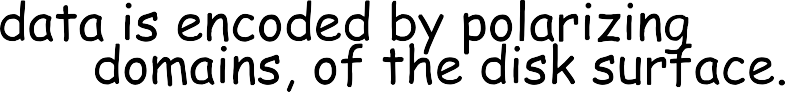 data is encoded by polarizing
domains, of the disk surface.